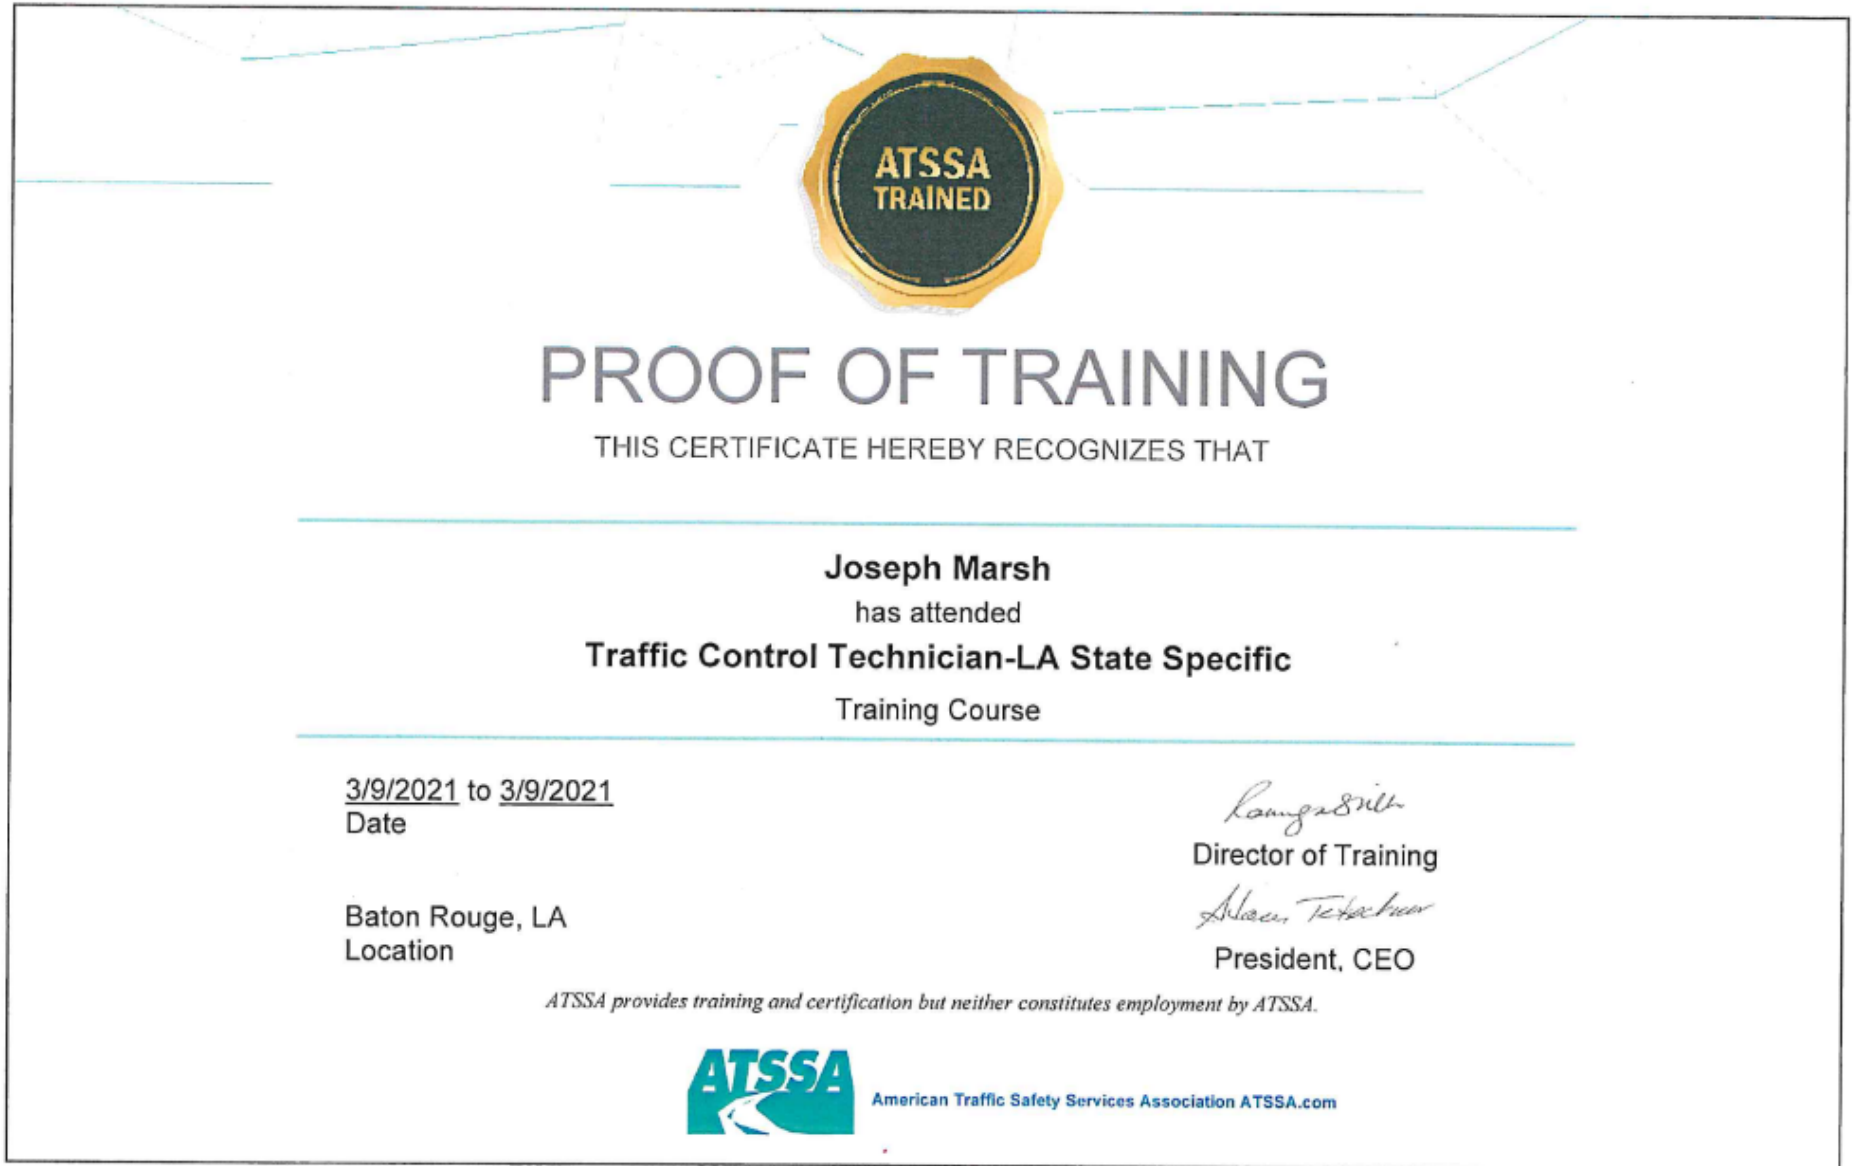 ATSSA
TRAINED
PROOF OF TRAINING
THIS CERTIFICATE HEREBY RECOGNIZES THAT
Joseph Marsh
has attended
Traffic Control Technician-LA State Specific
Training Course
3/9/2021 to 3/9/2021
Date
Director of Training
Baton Rouge, LA
Location
President, CEO
ATSSA provides training and certification but neither constitutes employment by ATSSA.
ATSSA
American Traffic Safety Services Association ATSSA.com